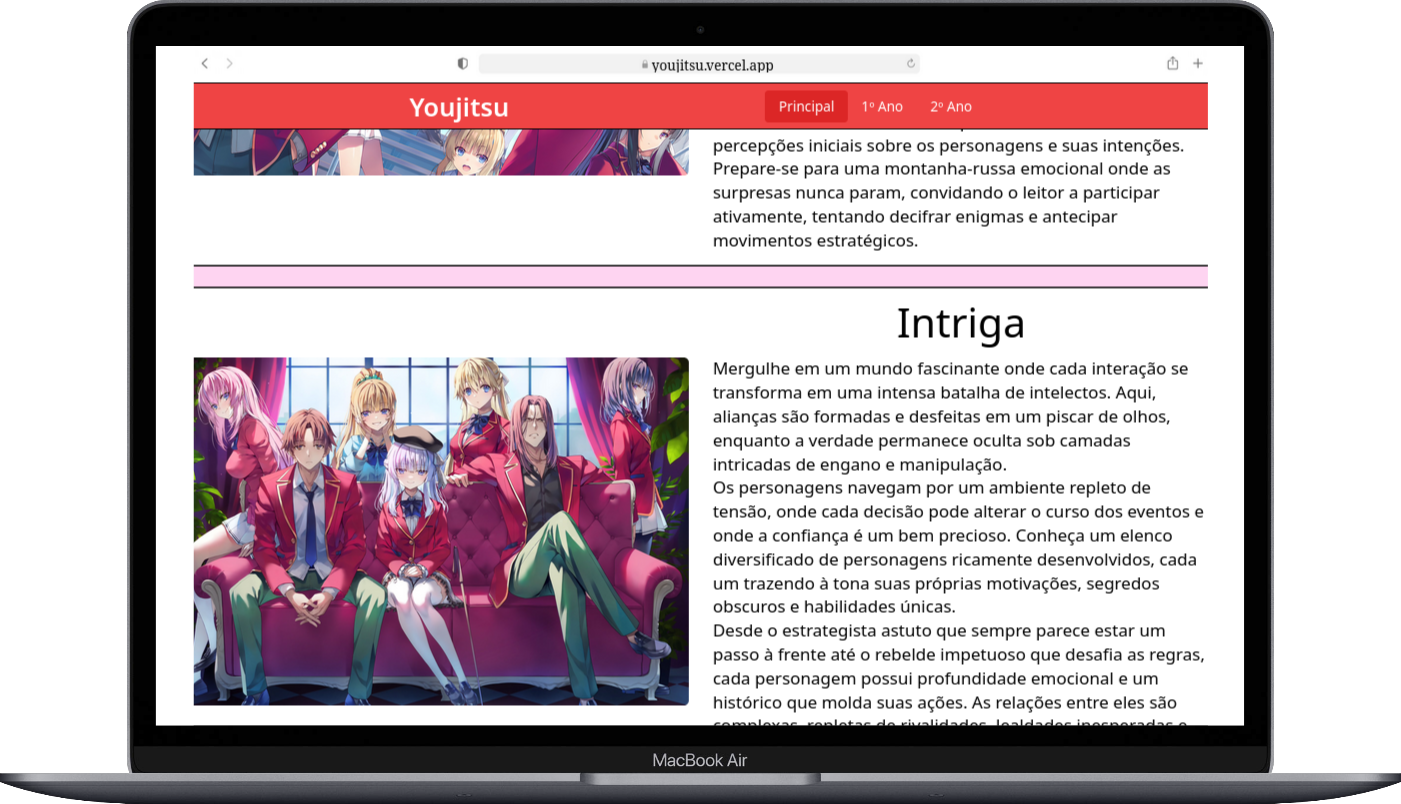 youjitsu.vercel.app
Youjitsu
Principal
1º Ano
2º Ano
percepções iniciais sobre os personagens e suas intenções.
Prepare-se para uma montanha-russa emocional onde as
surpresas nunca param, convidando o leitor a participar
ativamente, tentando decifrar enigmas e antecipar
movimentos estratégicos.
Intriga
Mergulhe em um mundo fascinante onde cada interação se
transforma em uma intensa batalha de intelectos. Aqui,
alianças são formadas e desfeitas em um piscar de olhos,
enquanto a verdade permanece oculta sob camadas
intricadas de engano e manipulação.
Os personagens navegam por um ambiente repleto de
tensão, onde cada decisão pode alterar o curso dos eventos e
onde a confiança é um bem precioso. Conheça um elenco
diversificado de personagens ricamente desenvolvidos, cada
um trazendo à tona suas próprias motivações, segredos
obscuros e habilidades únicas.
Desde o estrategista astuto que sempre parece estar um
passo à frente até o rebelde impetuoso que desafia as regras,
cada personagem possui profundidade emocional e um
histórico que molda suas ações. As relações entre eles são
complexas, repletas de rivalidades, lealdades inesperadas e
MacBook Air